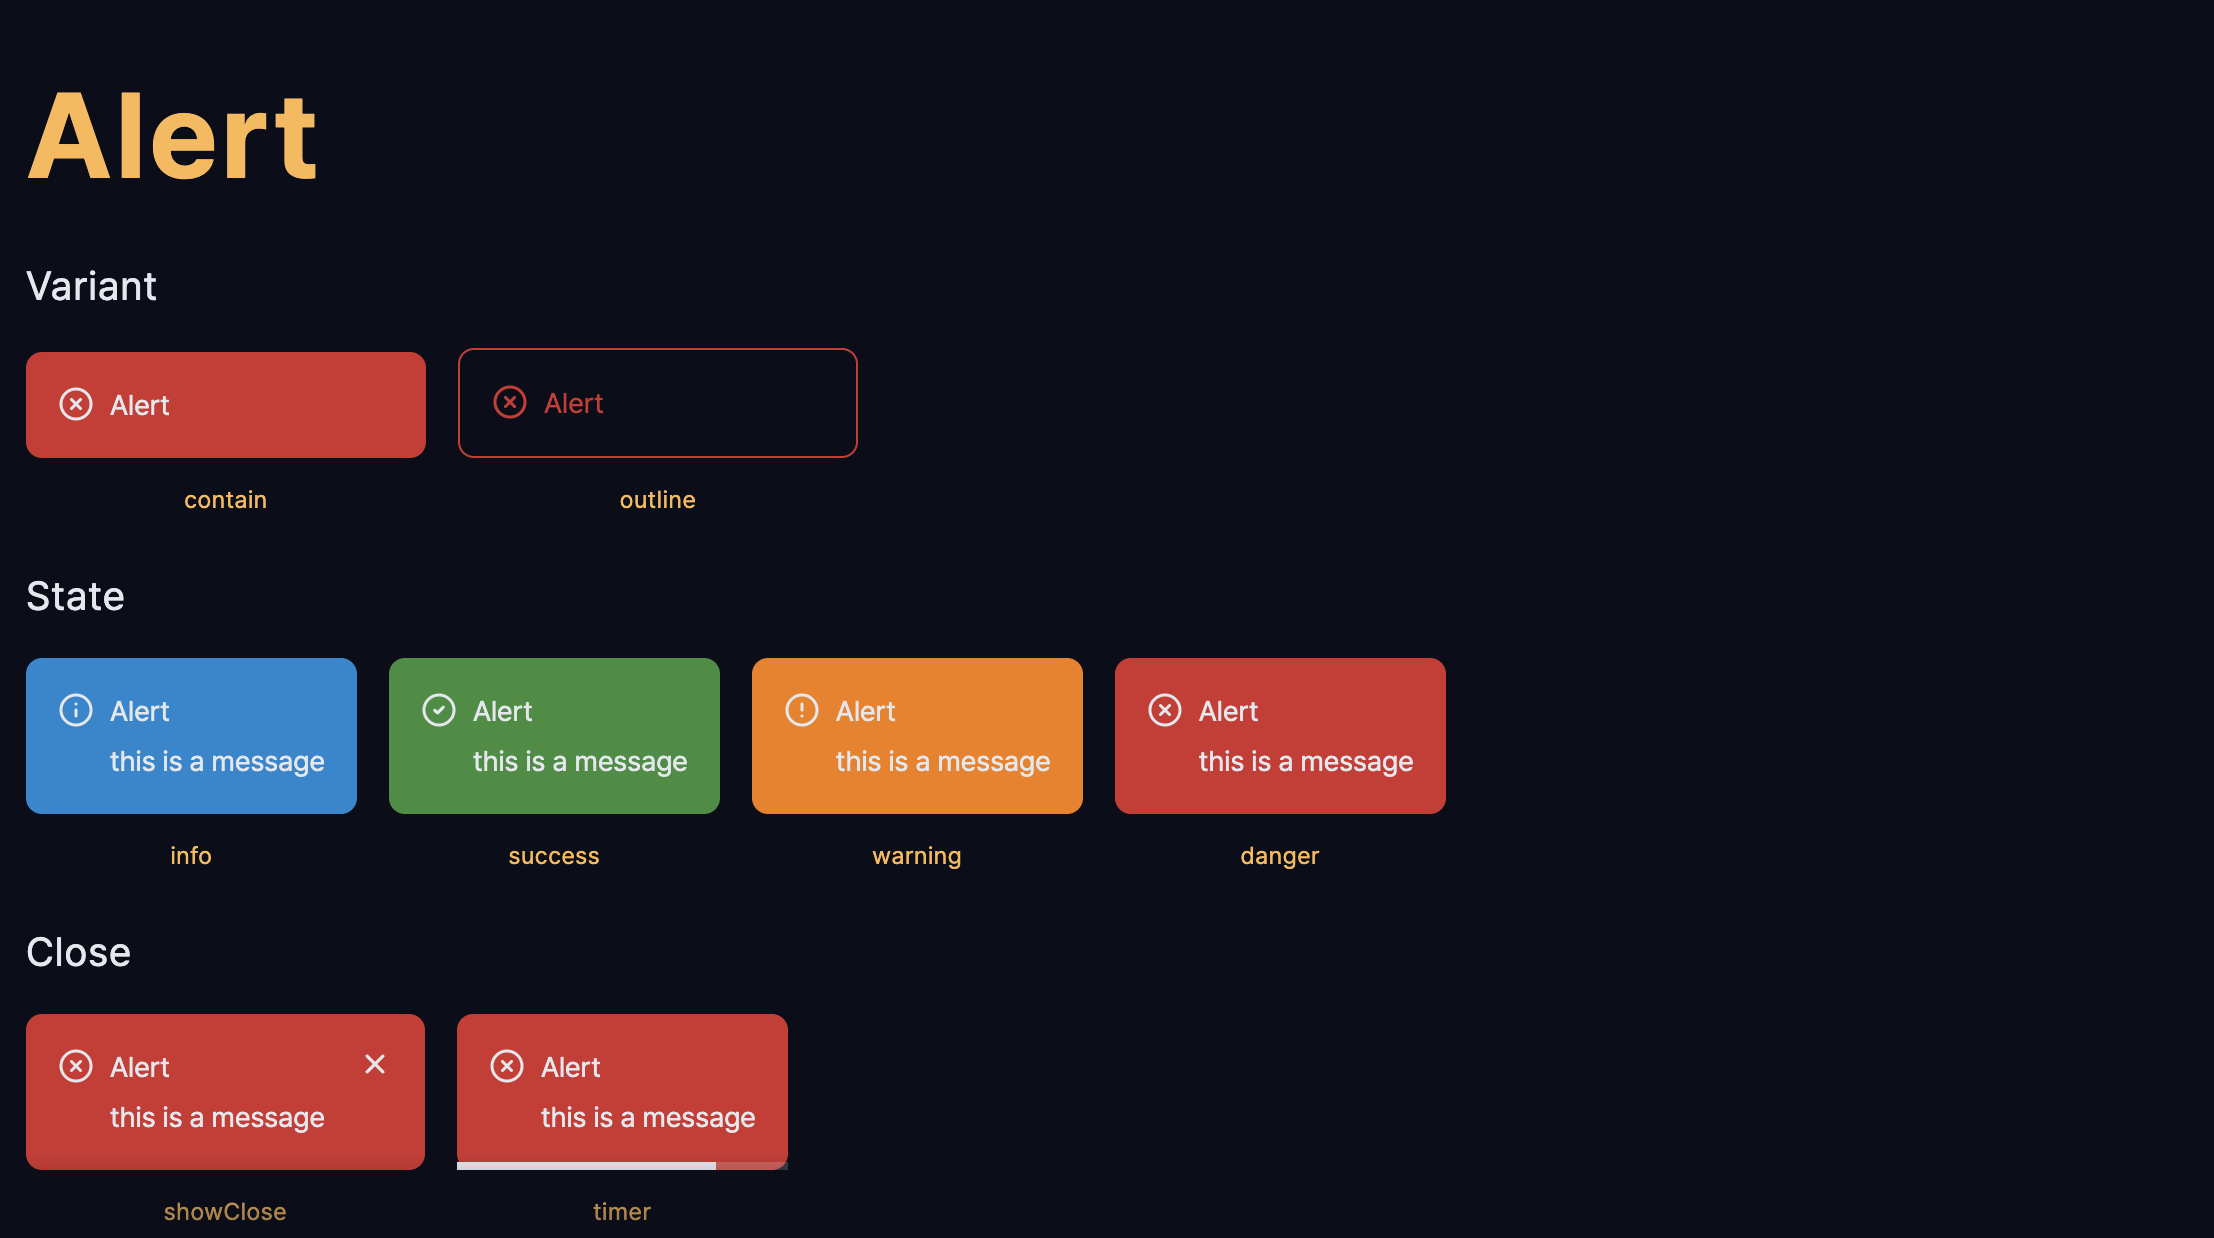 Alert
Variant
Alert
Alert
contain
outline
State
Alert
this is a message
Alert
this is a message
Alert
this is a message
Alert
this is a message
info
success
warning
danger
Close
Alert
this is a message
Alert
this is a message
showClose
timer